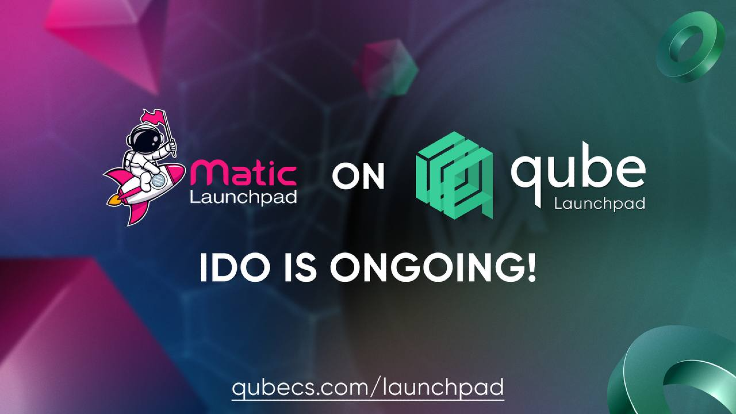 Matic
Launchpad
ON
qube
Launchpad
IDO IS ONGOING!
qubecs.com/launchpad